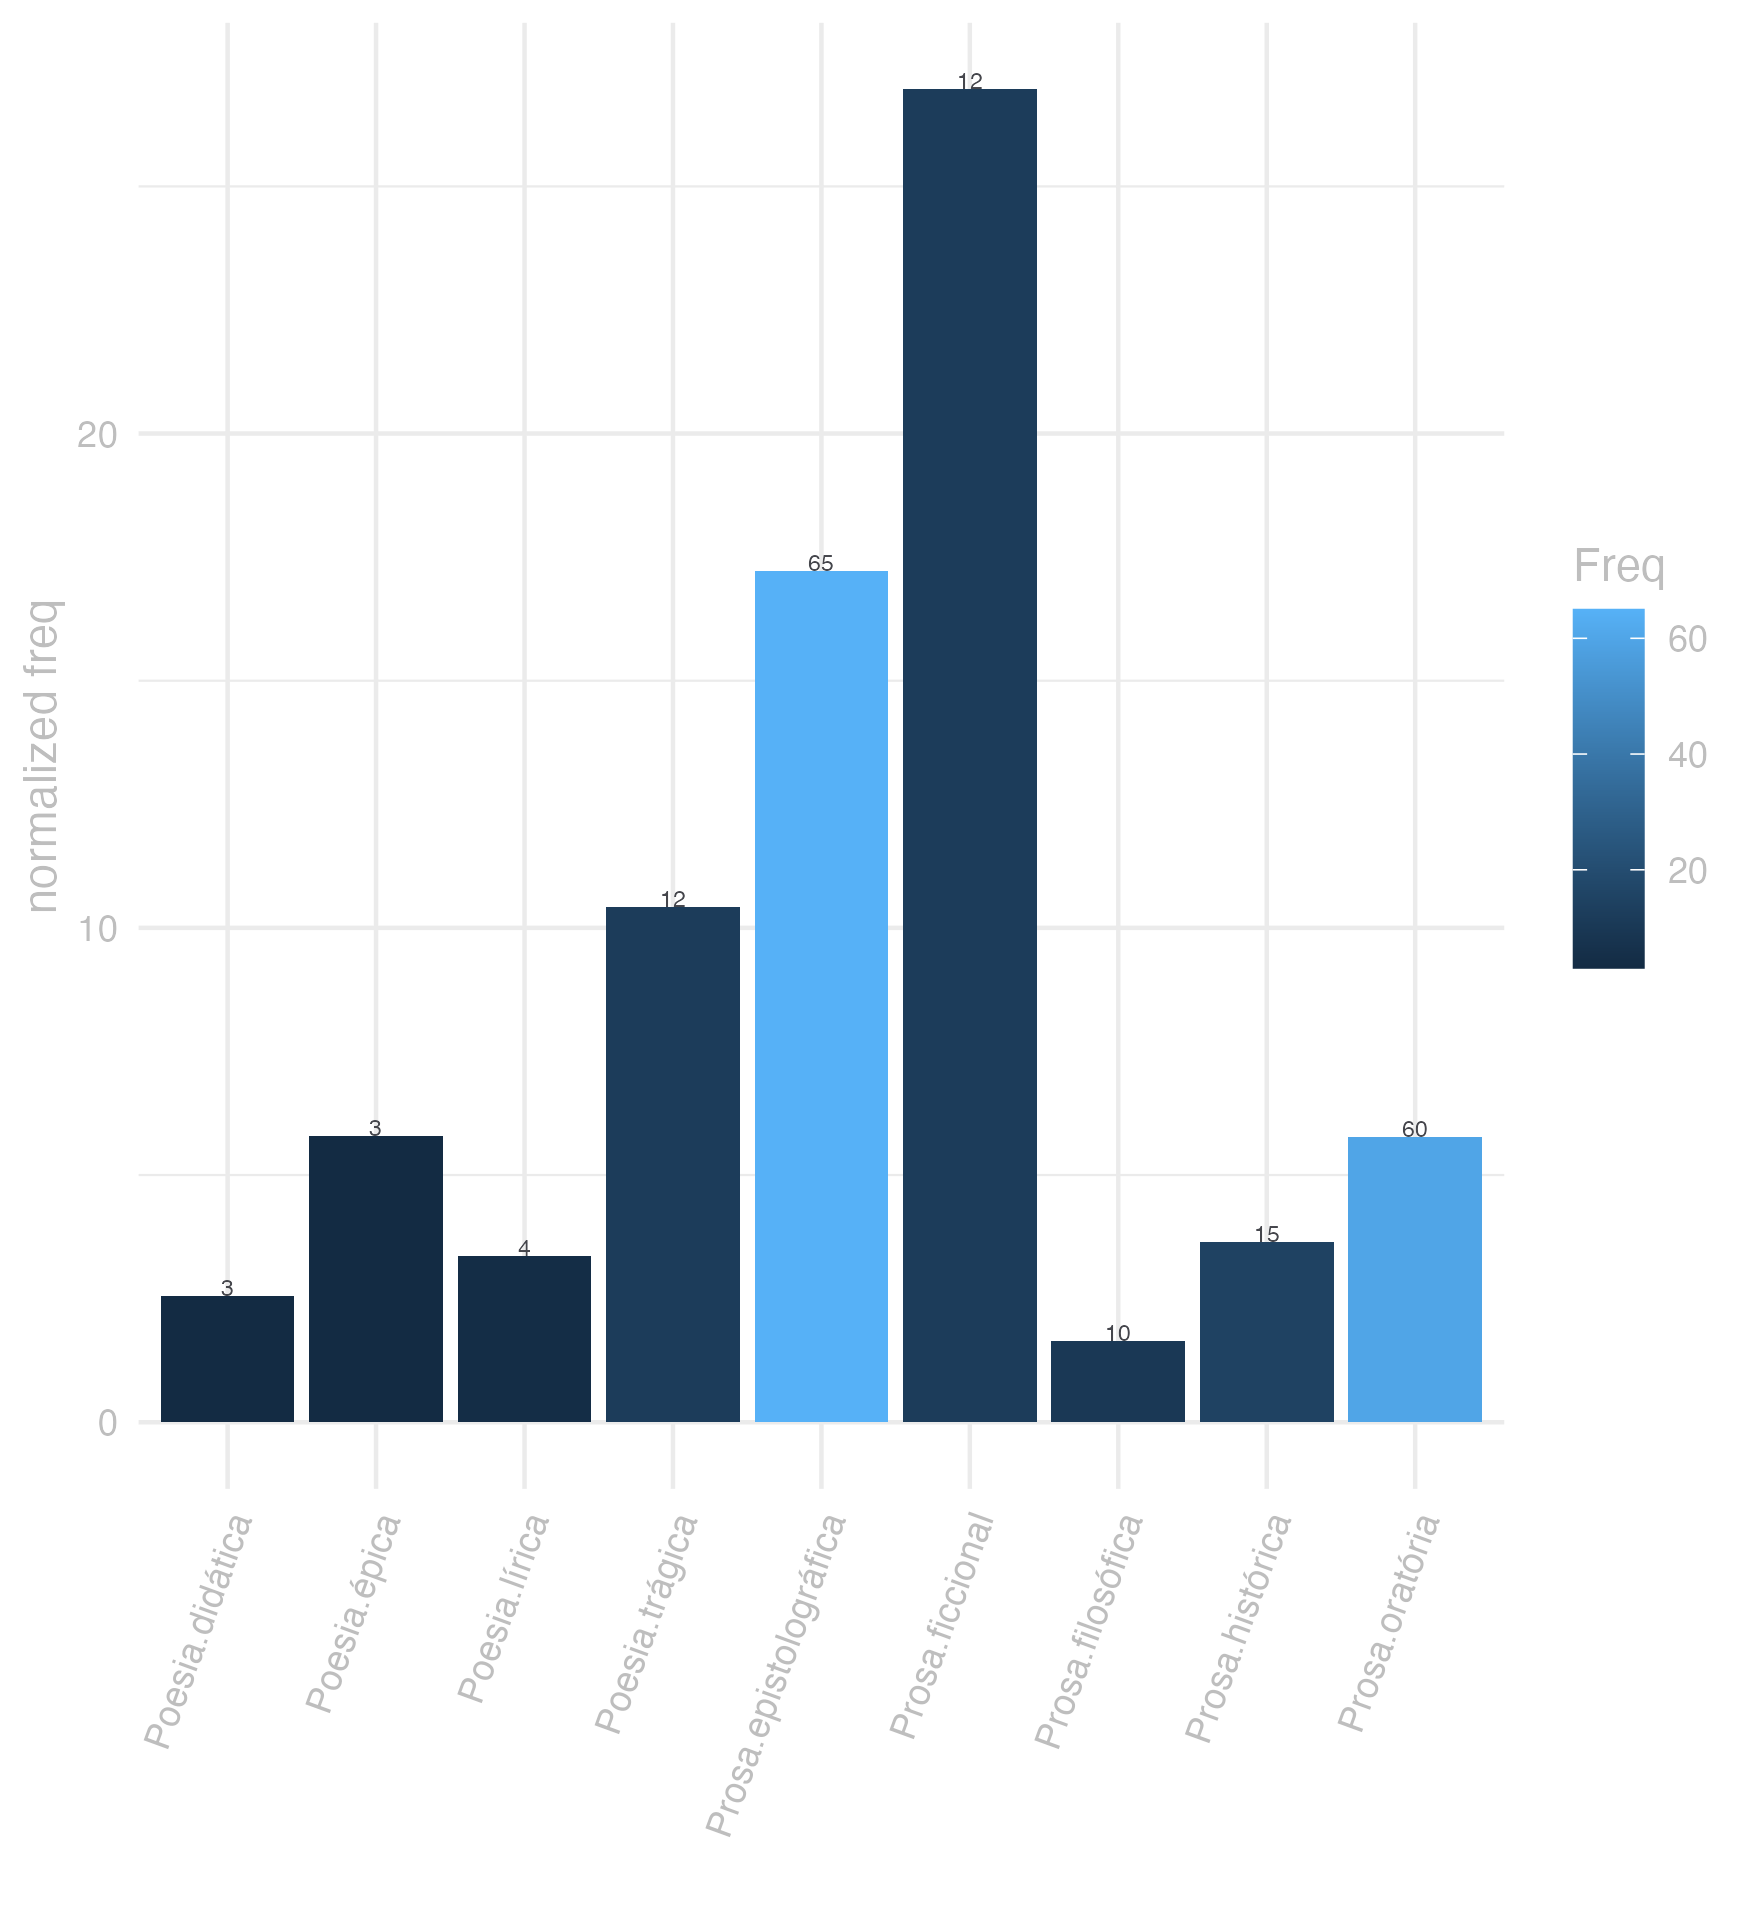 normalized freq
20
10
0
3
3
4
12
65
12
10
15
60
Poesia.didática
Poesia.épica
Poesia.lírica
Poesia.trágica
Prosa.epistolográfica
Prosa.ficcional
Prosa.filosófica
Prosa.histórica
Prosa.oratória
Freq
60
40
20